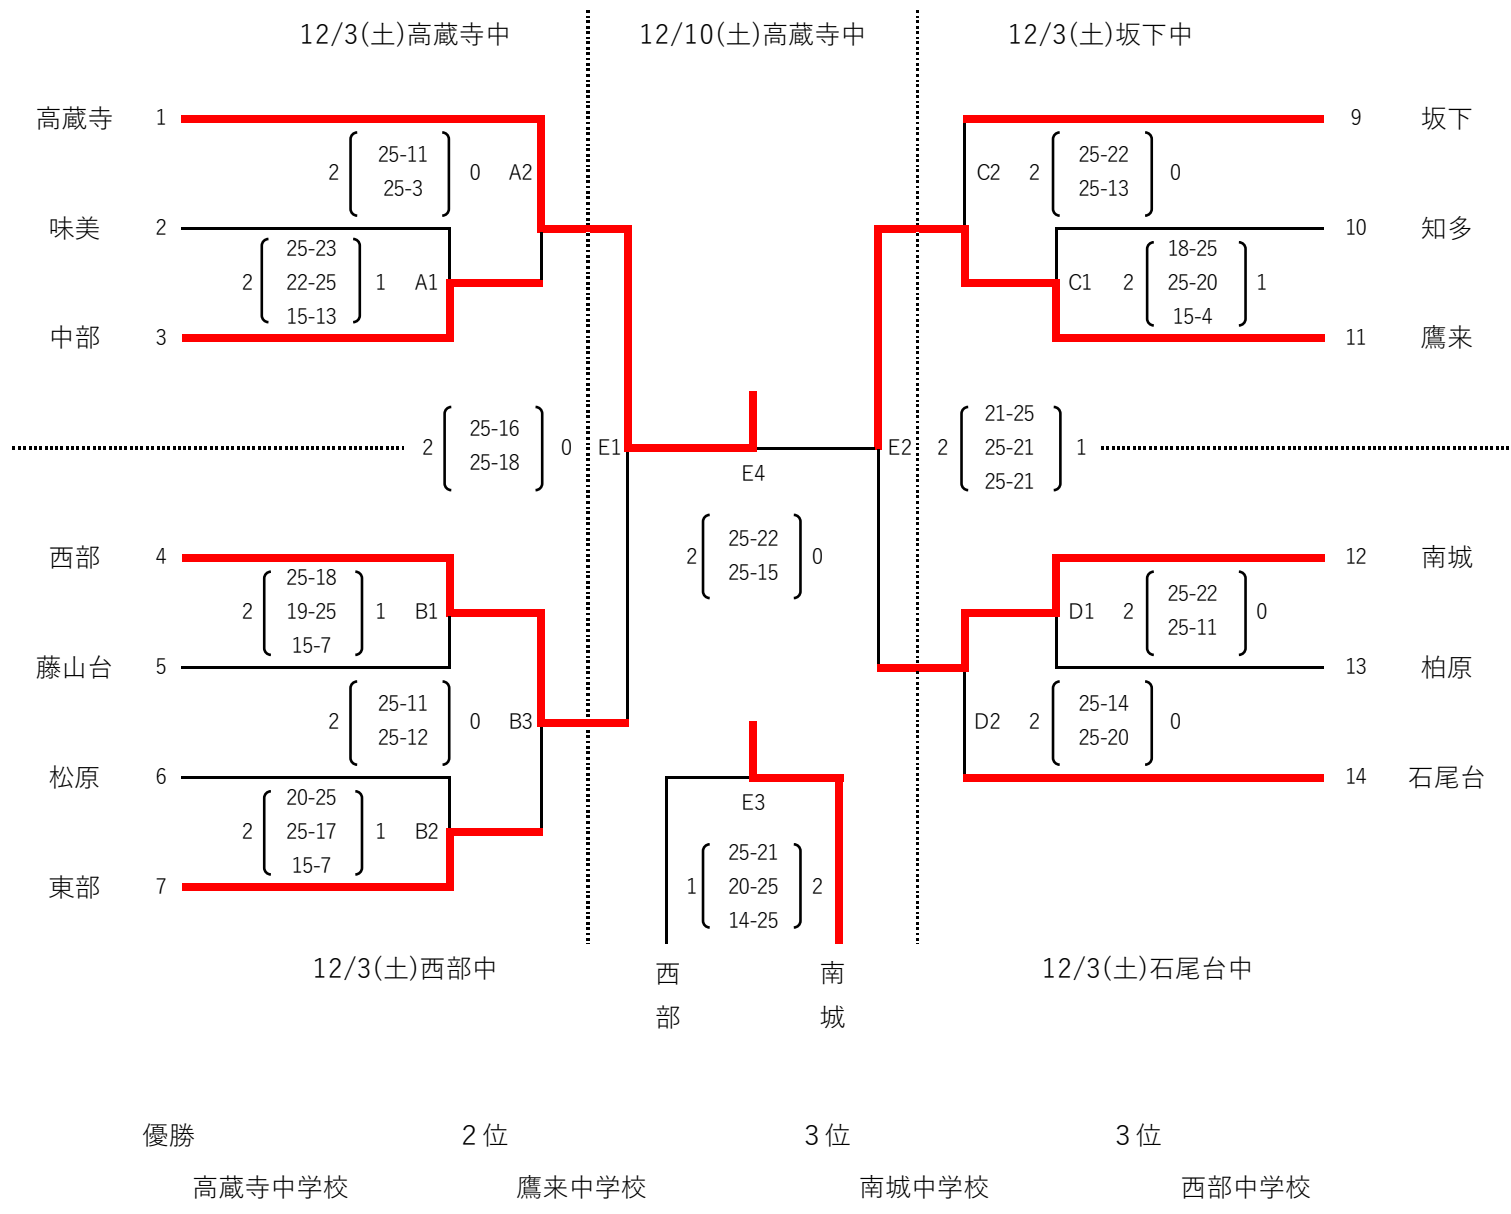 12/3(土)高蔵寺中
12/10(土)高蔵寺中
12/3(土)坂下中
高蔵寺 1
9 坂下
2 25-11 0 A2
25-3
C2 2 25-22 0
25-13
味美 2
10 知多
25-23
2 22-25 1 A1
15-13
18-25
C1 2 25-20 1
15-4
中部 3
11 鷹来
2 25-16 0 E1
25-18
E4
21-25
E2 2 25-21 1
25-21
2 25-22 0
25-15
西部 4
12 南城
25-18
2 19-25 1 B1
15-7
D1 2 25-22 0
25-11
藤山台 5
13 柏原
2 25-11 0 B3
25-12
D2 2 25-14 0
25-20
松原 6
14 石尾台
20-25
2 25-17 1 B2
15-7
E3
25-21
1 20-25 2
14-25
東部 7
12/3(土)西部中
西部
南城
12/3(土)石尾台中
優勝
２位
３位
３位
高蔵寺中学校
鷹来中学校
南城中学校
西部中学校